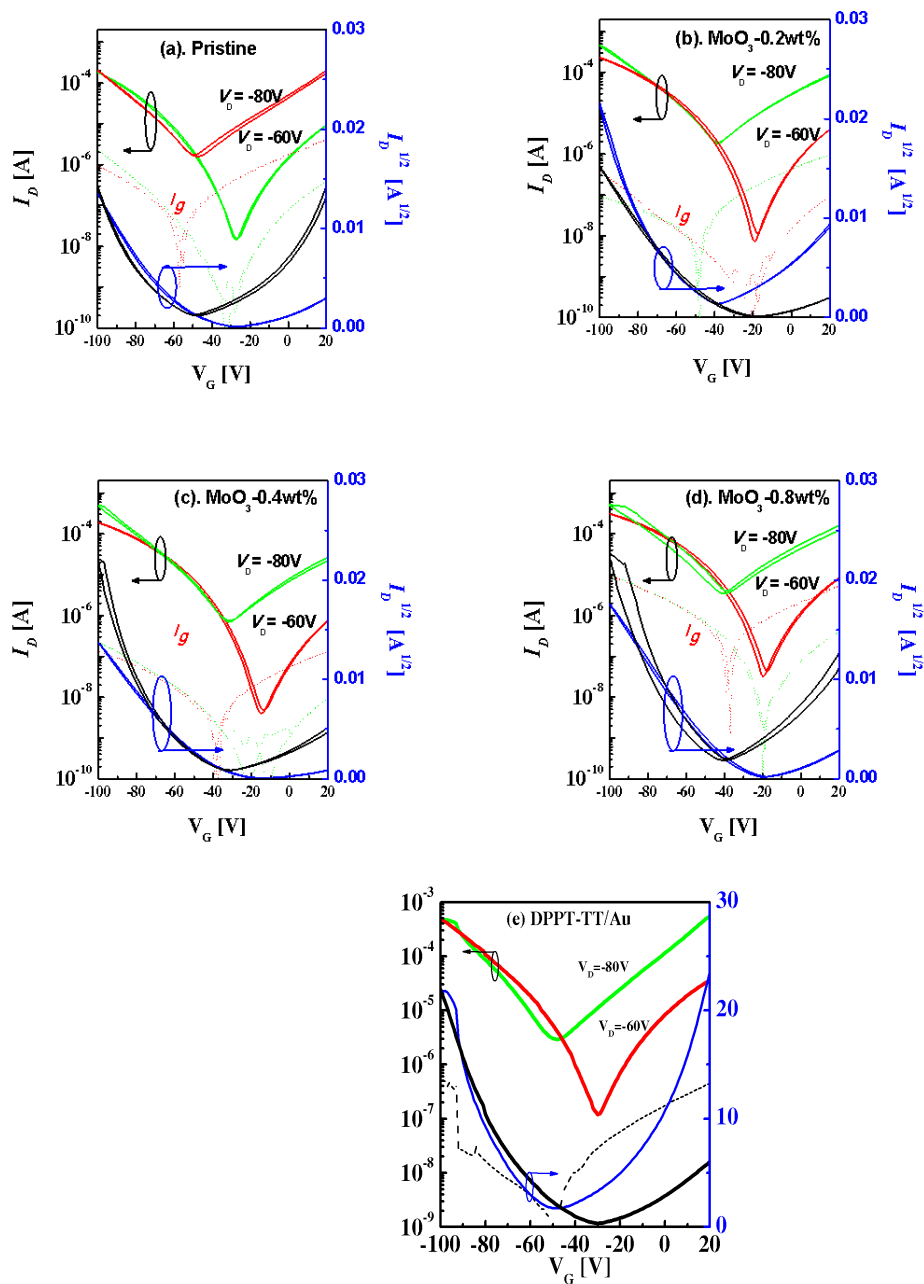 (a). Pristine
V_D = -80V
V_D = -60V
I_g
10^-4
10^-6
10^-8
10^-10
I_D [A]
0.03
0.02
0.01
0.00
I_D^1/2 [A^1/2]
-100 -80 -60 -40 -20 0 20
V_G [V]
(b). MoO_3-0.2wt%
V_D = -80V
V_D = -60V
I_g
10^-4
10^-6
10^-8
10^-10
I_D [A]
0.03
0.02
0.01
0.00
I_D^1/2 [A^1/2]
-100 -80 -60 -40 -20 0 20
V_G [V]
(c). MoO_3-0.4wt%
V_D = -80V
V_D = -60V
I_g
10^-4
10^-6
10^-8
10^-10
I_D [A]
0.03
0.02
0.01
0.00
I_D^1/2 [A^1/2]
-100 -80 -60 -40 -20 0 20
V_G [V]
(d). MoO_3-0.8wt%
V_D = -80V
V_D = -60V
I_g
10^-4
10^-6
10^-8
10^-10
I_D [A]
0.03
0.02
0.01
0.00
I_D^1/2 [A^1/2]
-100 -80 -60 -40 -20 0 20
V_G [V]
(e) DPPT-TT/Au
V_D=-80V
V_D=-60V
10^-3
10^-4
10^-5
10^-6
10^-7
10^-8
10^-9
30
20
10
0
-100 -80 -60 -40 -20 0 20
V_G [V]